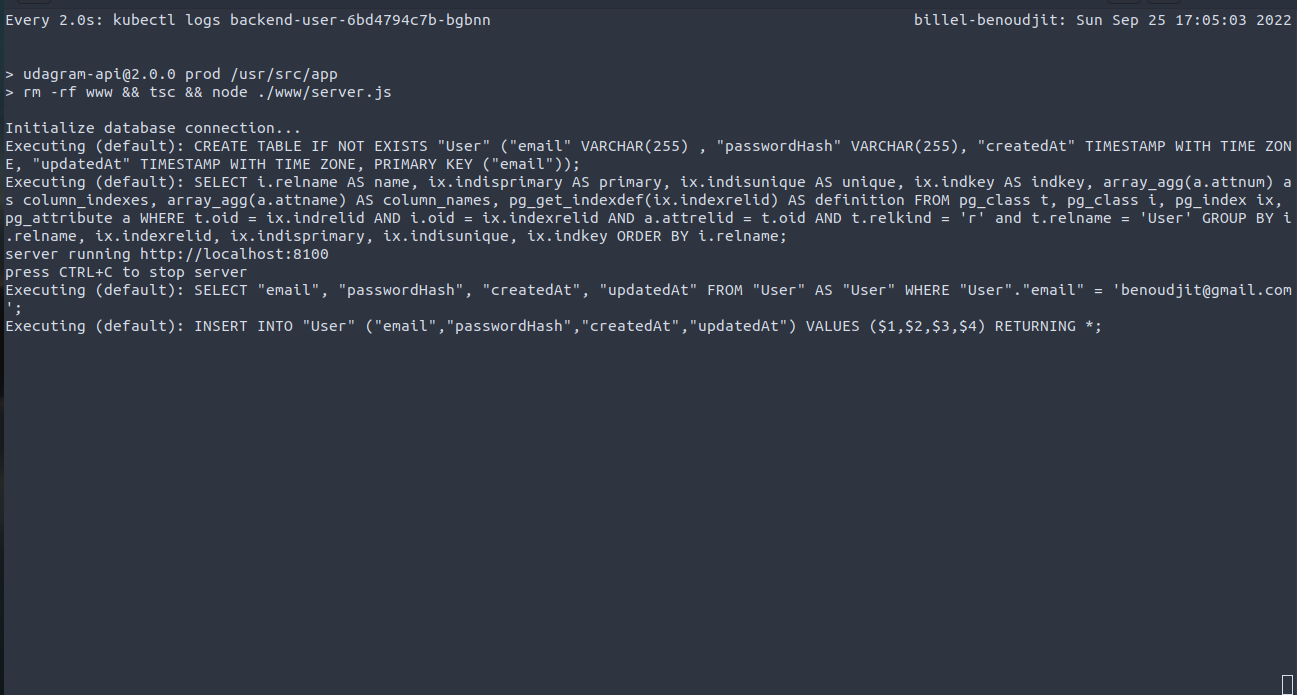 Every 2.0s: kubectl logs backend-user-6bd4794c7b-bgbnn billel-benoudjit: Sun Sep 25 17:05:03 2022
> udagram-api@2.0.0 prod /usr/src/app
> rm -rf www && tsc && node ./www/server.js
Initialize database connection...
Executing (default): CREATE TABLE IF NOT EXISTS "User" ("email" VARCHAR(255) , "passwordHash" VARCHAR(255), "createdAt" TIMESTAMP WITH TIME ZON
E, "updatedAt" TIMESTAMP WITH TIME ZONE, PRIMARY KEY ("email"));
Executing (default): SELECT i.relname AS name, ix.indisprimary AS primary, ix.indisunique AS unique, ix.indkey AS indkey, array_agg(a.attnum) a
s column_indexes, array_agg(a.attname) AS column_names, pg_get_indexdef(ix.indexrelid) AS definition FROM pg_class t, pg_class i, pg_index ix,
pg_attribute a WHERE t.oid = ix.indrelid AND i.oid = ix.indexrelid AND a.attrelid = t.oid AND t.relkind = 'r' and t.relname = 'User' GROUP BY i
.relname, ix.indexrelid, ix.indisprimary, ix.indisunique, ix.indkey ORDER BY i.relname;
server running http://localhost:8100
press CTRL+C to stop server
Executing (default): SELECT "email", "passwordHash", "createdAt", "updatedAt" FROM "User" AS "User" WHERE "User"."email" = 'benoudjit@gmail.com
';
Executing (default): INSERT INTO "User" ("email","passwordHash","createdAt","updatedAt") VALUES ($1,$2,$3,$4) RETURNING *;